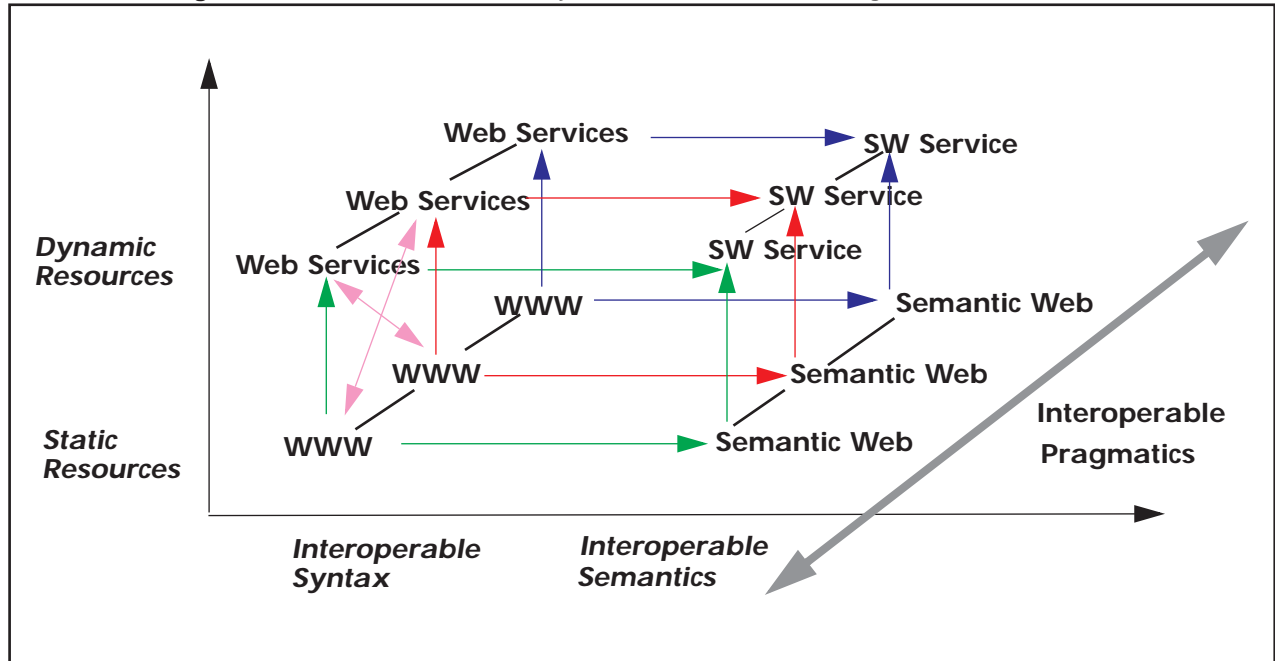 Web Services
SW Service
Web Services
SW Service
Dynamic
Resources
Web Services
SW Service
WWW
Semantic Web
WWW
Semantic Web
Static
Resources
WWW
Semantic Web
Interoperable
Pragmatics
Interoperable
Syntax
Interoperable
Semantics